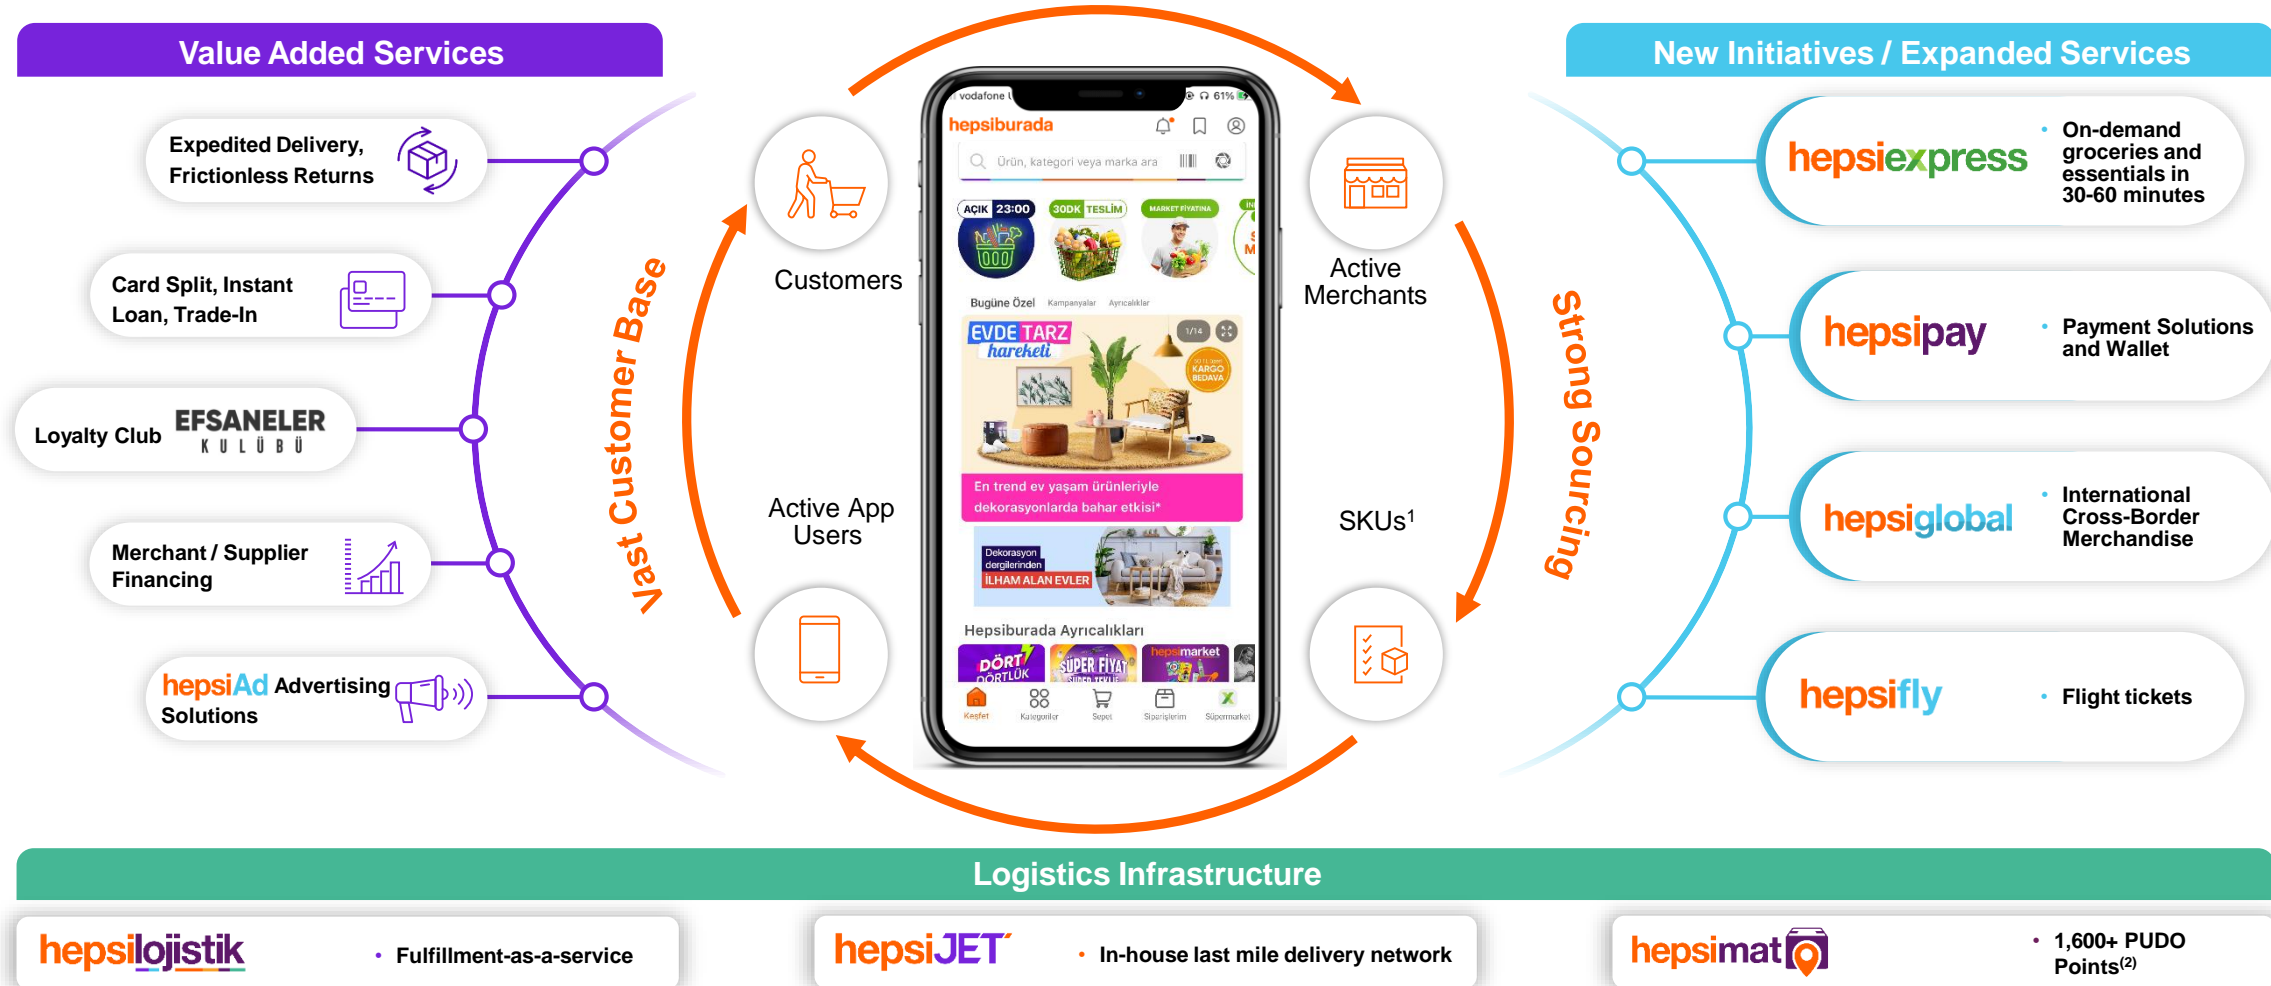 Value Added Services
Expedited Delivery,
Frictionless Returns
Card Split, Instant
Loan, Trade-In
Loyalty Club EFSANELER
KULÜBÜ
Merchant / Supplier
Financing
hepsiAd Advertising
Solutions
Vast Customer Base
Customers
Active App
Users
vodafone
61%
hepsiburada
Ürün, kategori veya marka ara
AÇIK 23:00
30DK TESLİM
MARKET FİYATINA
Bugüne Özel Kampanyalar Ayrıcalıklar
EVDE TARZ
hareketi
1/14
KARGO
BEDAVA
En trend ev yaşam ürünleriyle
dekorasyonlarda bahar etkisi*
Dekorasyon
dergilerinden
İLHAM ALAN EVLER
Hepsiburada Ayrıcalıkları
DÖRT
DÖRTLÜK
SÜPER FİYAT
SÜPER TEKLİF
hepsimarket
Keşfet
Kategoriler
Sepet
Siparişlerim
Süpermarket
Active
Merchants
SKUs¹
Strong Sourcing
New Initiatives / Expanded Services
hepsiexpress
• On-demand
groceries and
essentials in
30-60 minutes
hepsipay
• Payment Solutions
and Wallet
hepsiglobal
• International
Cross-Border
Merchandise
hepsifly
• Flight tickets
Logistics Infrastructure
hepsilojistik
• Fulfillment-as-a-service
hepsiJET
• In-house last mile delivery network
hepsimat
• 1,600+ PUDO
Points(2)